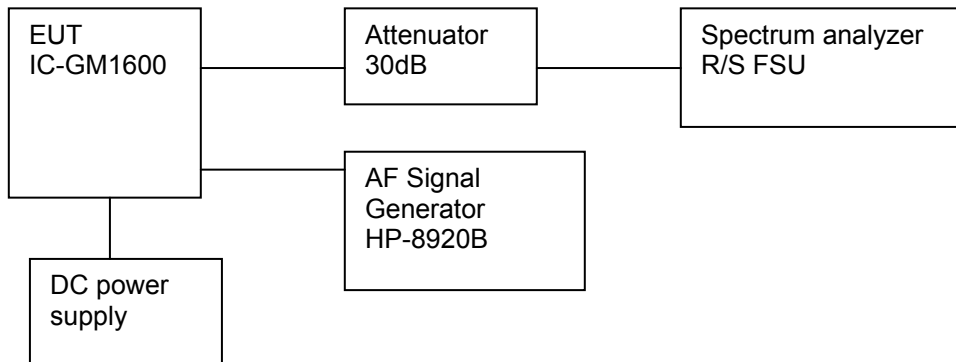 EUT
IC-GM1600
Attenuator
30dB
Spectrum analyzer
R/S FSU
AF Signal
Generator
HP-8920B
DC power
supply